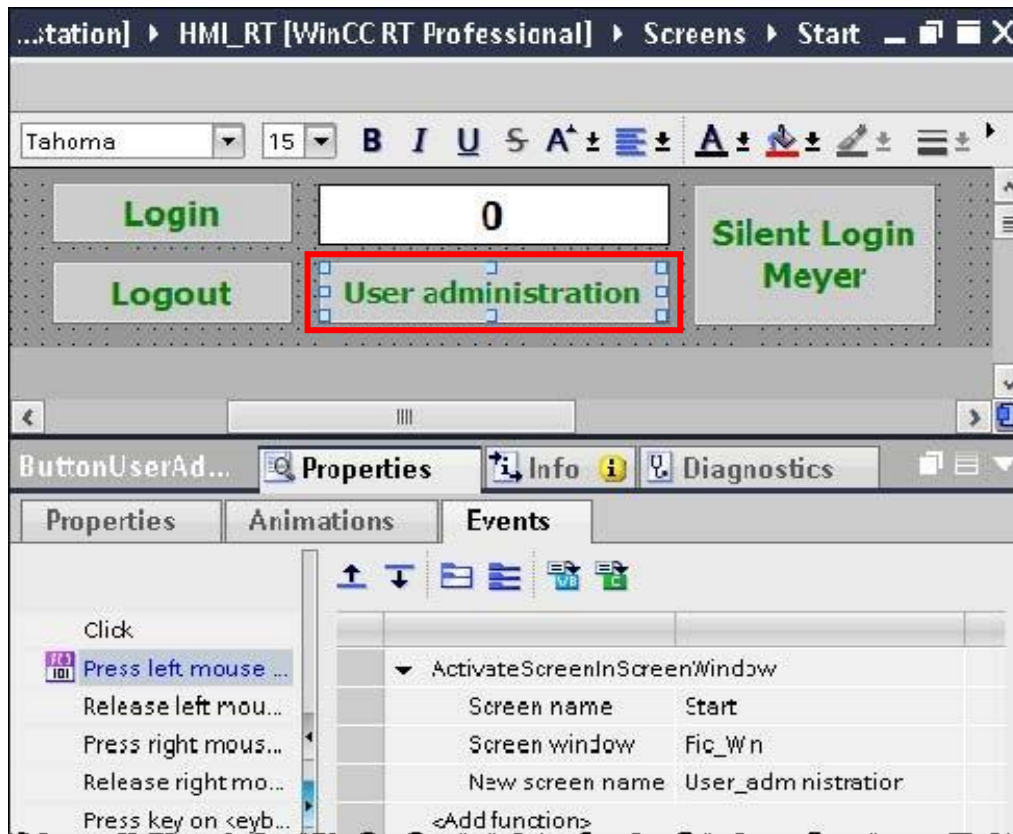 ...station] ▸ HMI_RT [WinCC RT Professional] ▸ Screens ▸ Start
Tahoma 15 B I U S A A
Login 0 Silent Login
Meyer
Logout User administration
ButtonUserAd... Properties Info Diagnostics
Properties Animations Events
Click
Press left mouse ... ActivateScreenInScreenWindow
Release left mou... Screen name Start
Press right mous... Screen window Pic_Win
Release right mo... New screen name User_administration
Press key on keyb... <Add function>